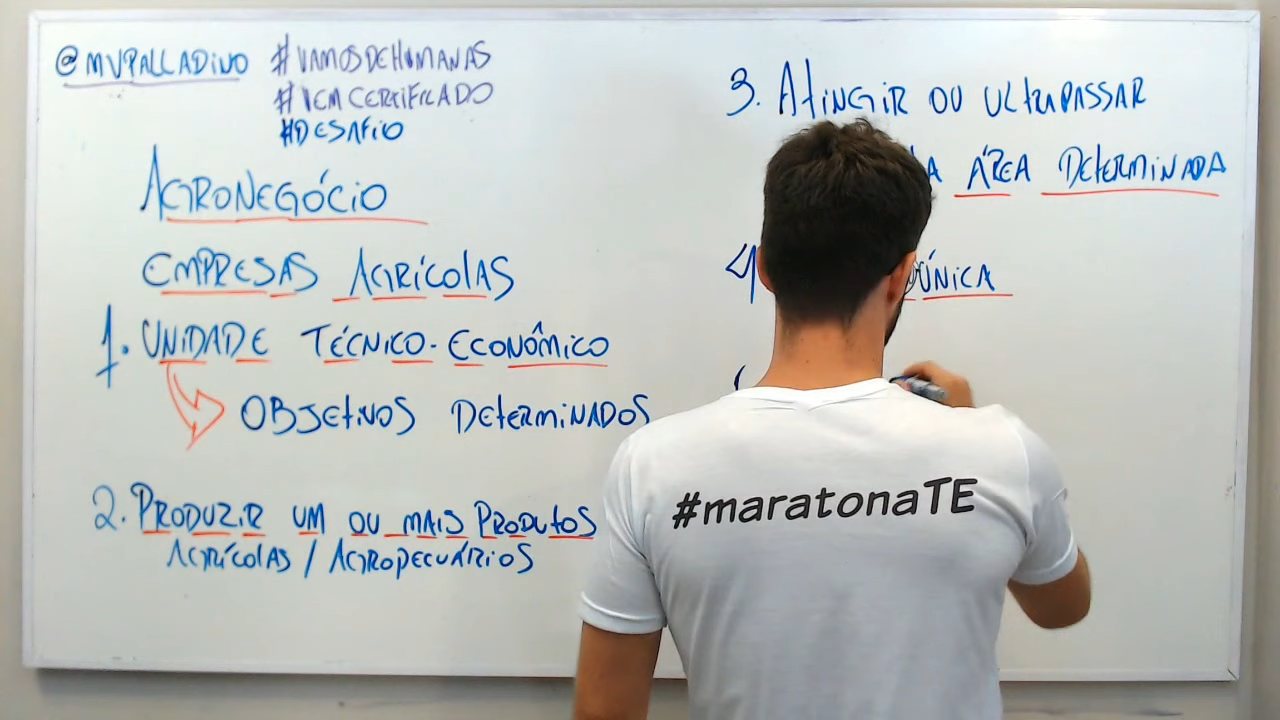 @MVPALLADINO
#VAMOSDEHUMANAS
#VEMCERTIFICADO
#DESAFIO
AGRONEGÓCIO
EMPRESAS AGRÍCOLAS
1. UNIDADE TÉCNICO-ECONÔMICO
OBJETIVOS DETERMINADOS
2. PRODUZIR UM OU MAIS PRODUTOS
AGRÍCOLAS / AGROPECUÁRIOS
3. ATINGIR OU ULTRAPASSAR
ÁREA DETERMINADA
4
ÚNICA
#maratonaTE